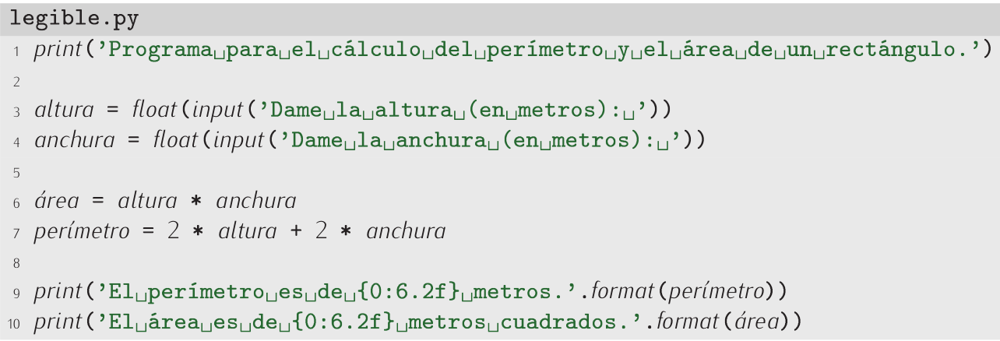 legible.py
1 print('Programa␣para␣el␣cálculo␣del␣perímetro␣y␣el␣área␣de␣un␣rectángulo.')
2
3 altura = float(input('Dame␣la␣altura␣(en␣metros):␣'))
4 anchura = float(input('Dame␣la␣anchura␣(en␣metros):␣'))
5
6 área = altura * anchura
7 perímetro = 2 * altura + 2 * anchura
8
9 print('El␣perímetro␣es␣de␣{0:6.2f}␣metros.'.format(perímetro))
10 print('El␣área␣es␣de␣{0:6.2f}␣metros␣cuadrados.'.format(área))